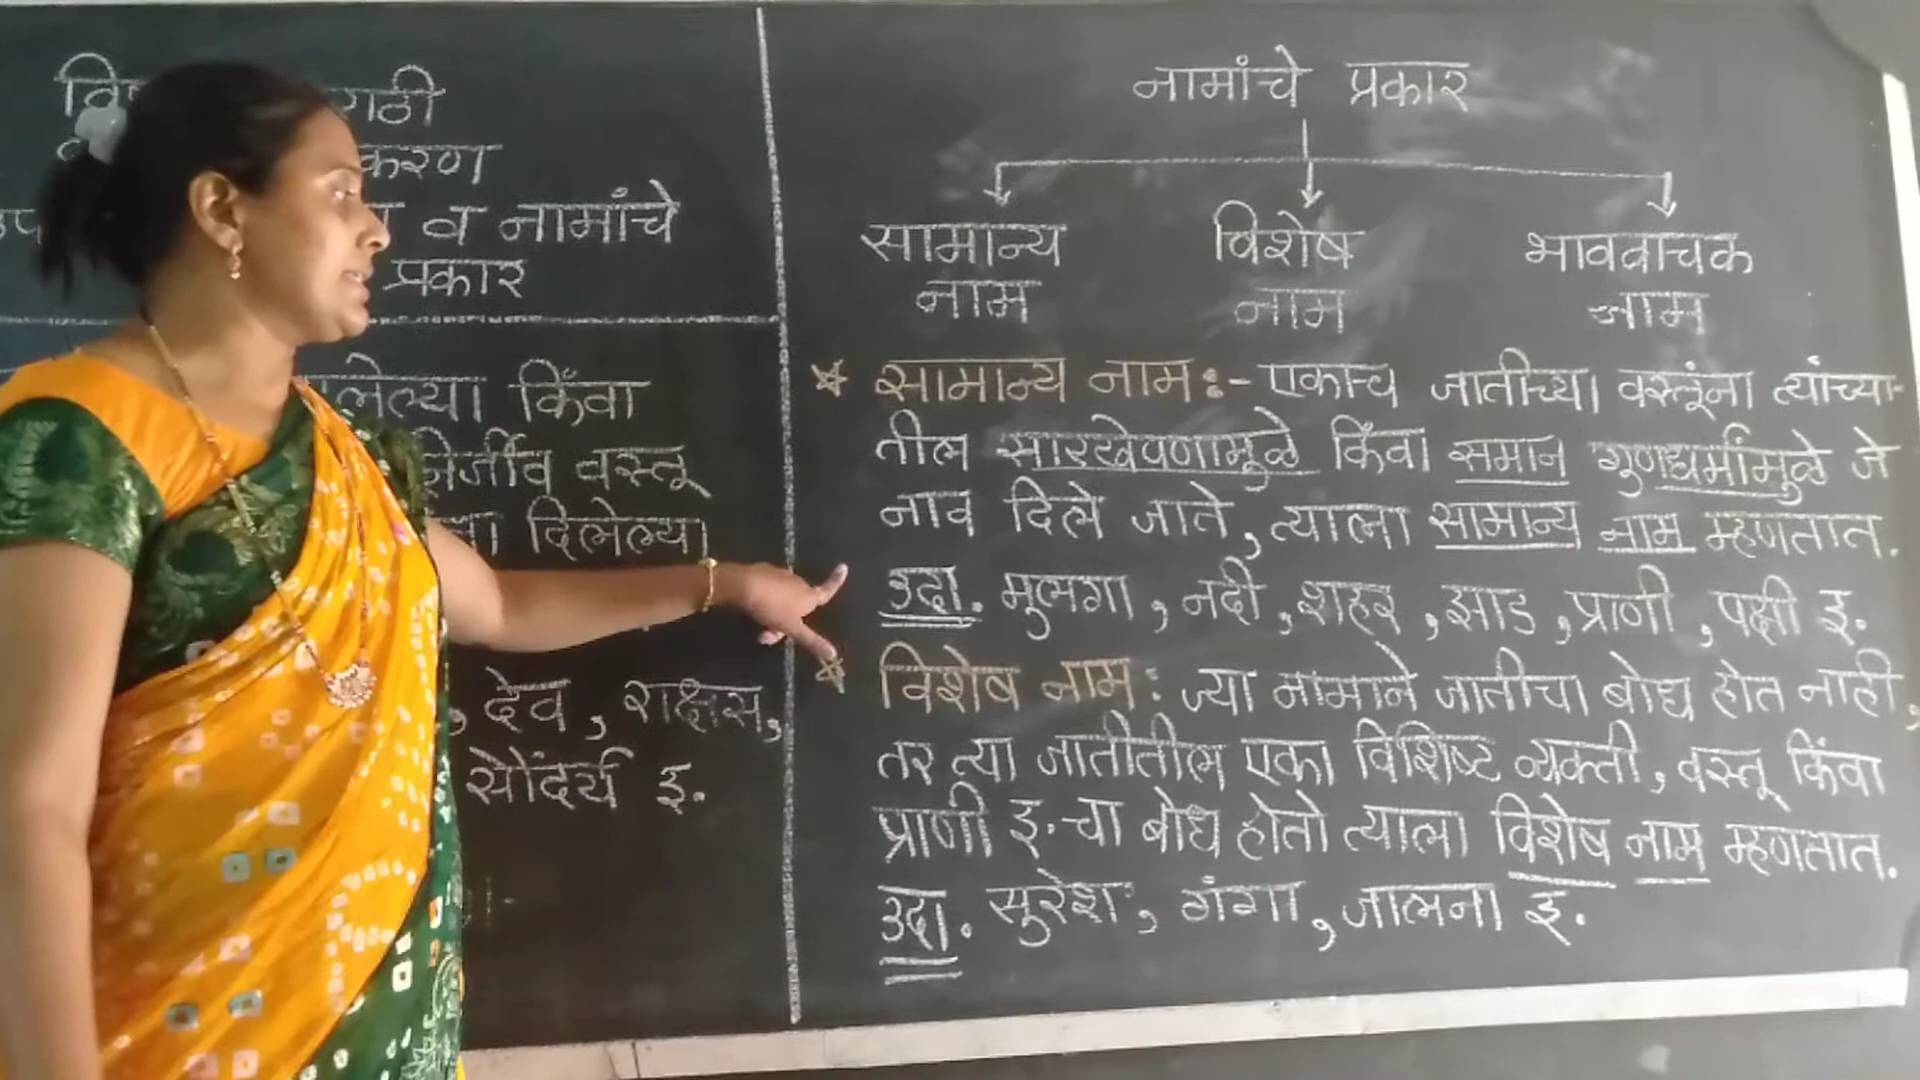 करण
व नामांचे
प्रकार
किंवा
निर्जीव वस्तू
दिलेल्या
, देव, राक्षस,
सौंदर्य इ.
नामांचे प्रकार
सामान्य नाम
विशेष नाम
भाववाचक नाम
* सामान्य नाम :- एकाच जातीच्या वस्तूंना त्यांच्या-
तील सारखेपणामुळे किंवा समान गुणधर्मांमुळे जे
नाव दिले जाते, त्याला सामान्य नाम म्हणतात.
उदा. मुलगा, नदी, शहर, झाड, प्राणी, पक्षी इ.
* विशेष नाम : ज्या नामाने जातीचा बोध होत नाही,
तर त्या जातीतील एका विशिष्ट व्यक्ती, वस्तू किंवा
प्राणी इ.चा बोध होतो त्याला विशेष नाम म्हणतात.
उदा. सुरेश, गंगा, जालना इ.